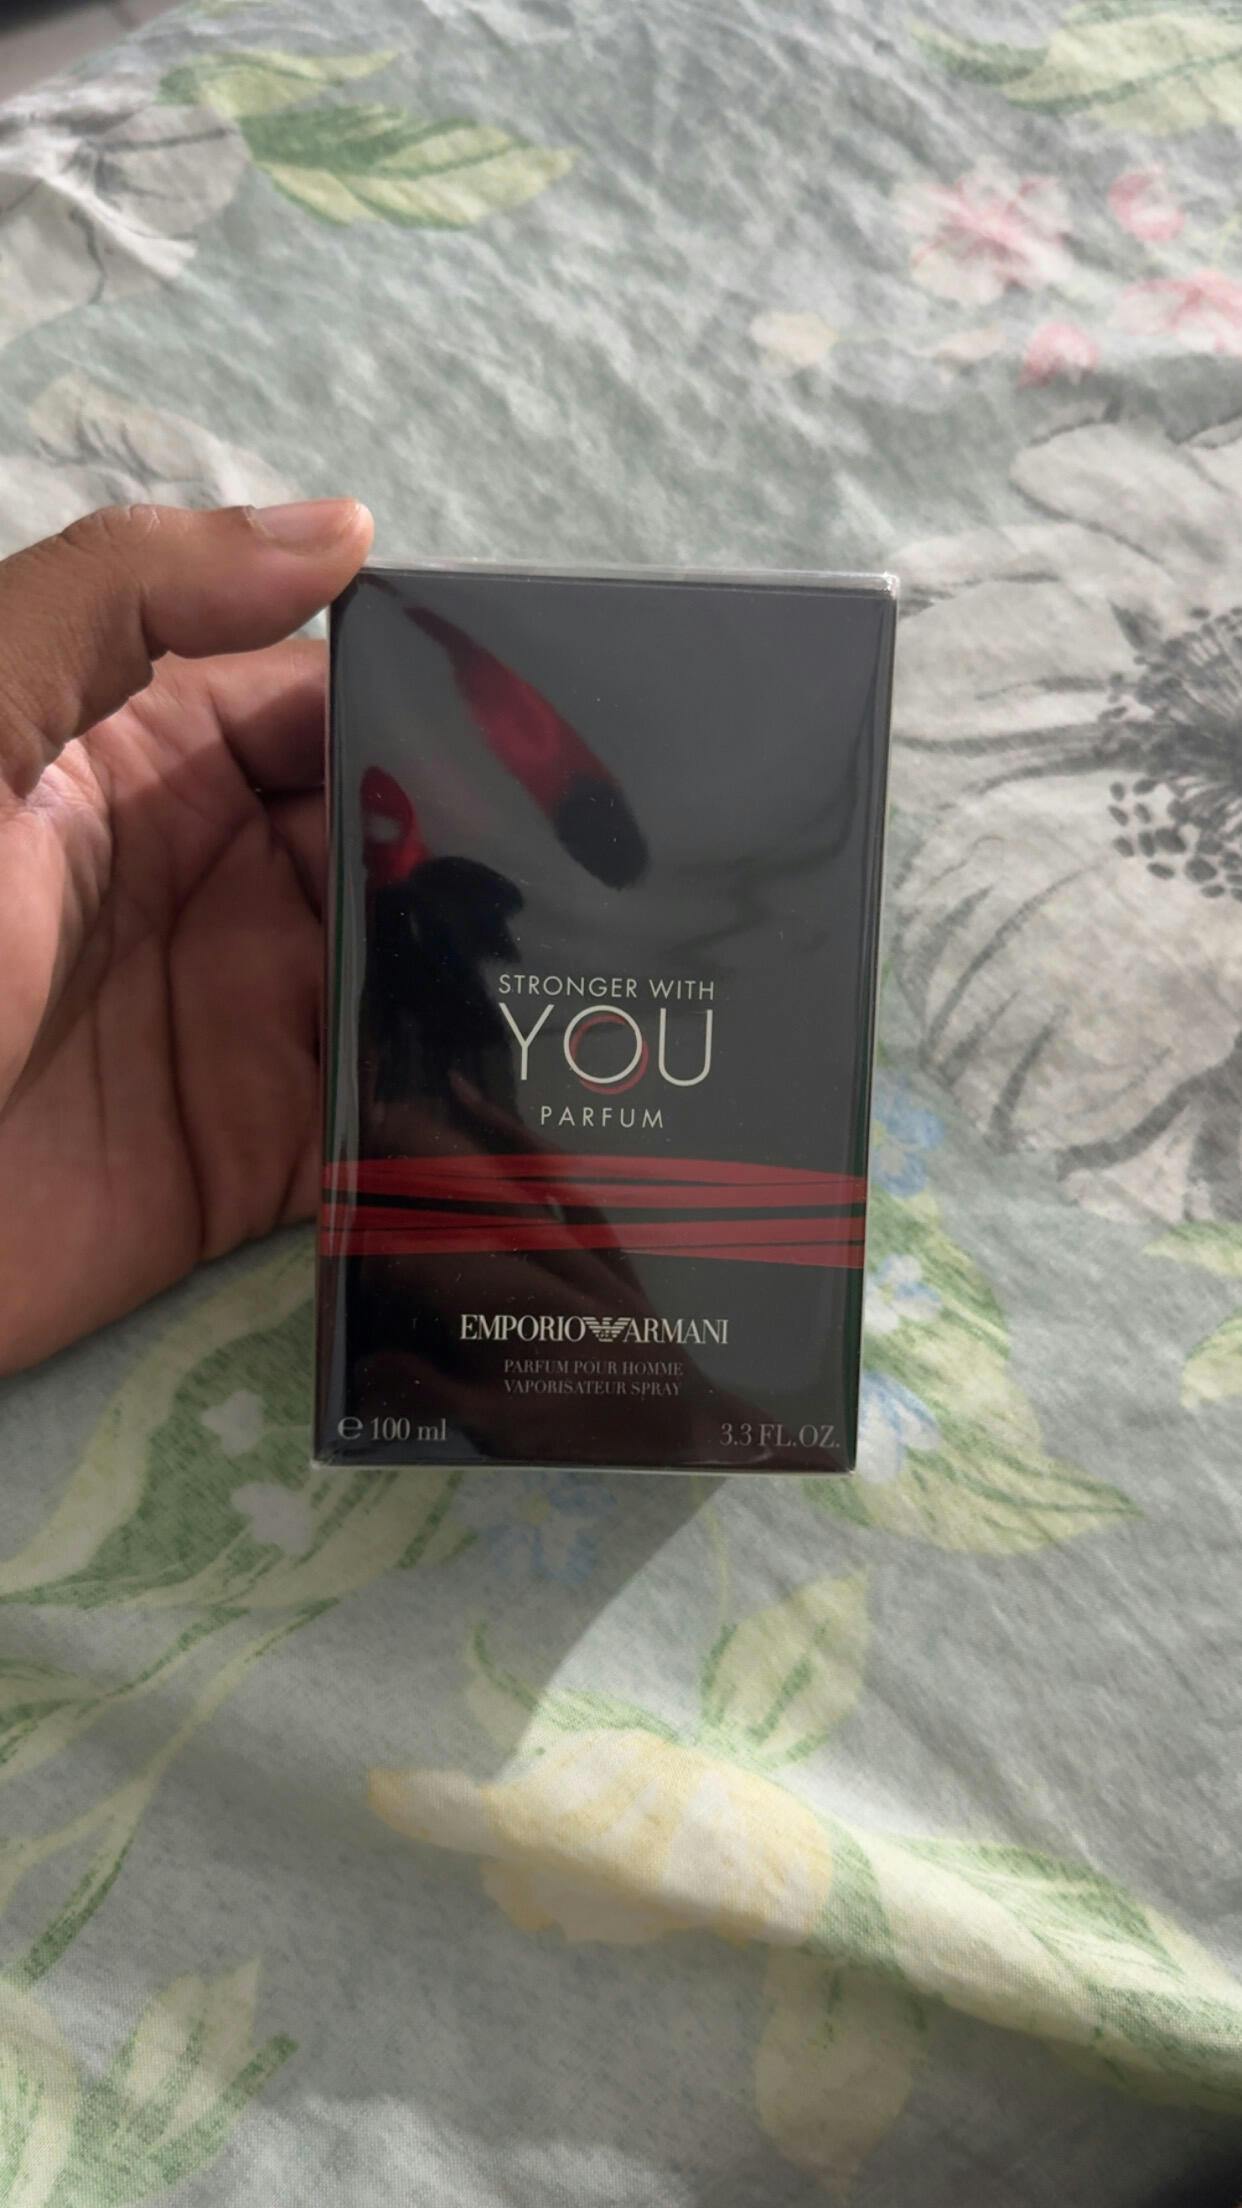 STRONGER WITH
YOU
PARFUM
EMPORIO ARMANI
PARFUM POUR HOMME
VAPORISATEUR SPRAY
℮ 100 ml
3.3 FL.OZ.